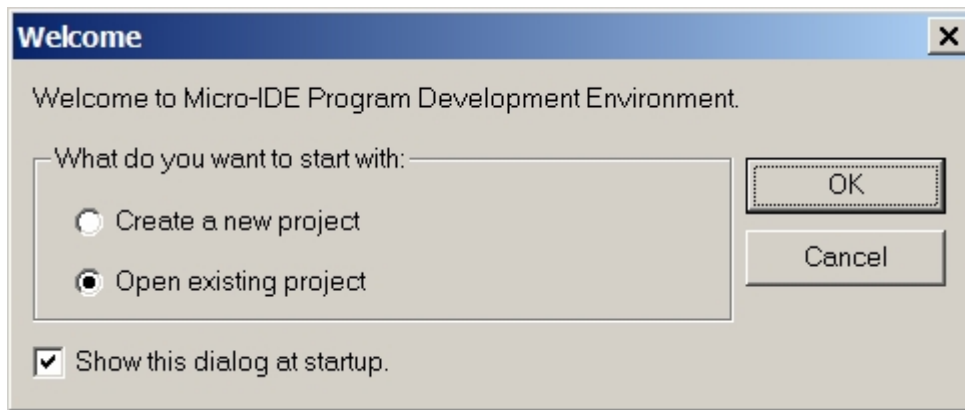 Welcome
Welcome to Micro-IDE Program Development Environment.
What do you want to start with:
Create a new project
Open existing project
OK
Cancel
Show this dialog at startup.